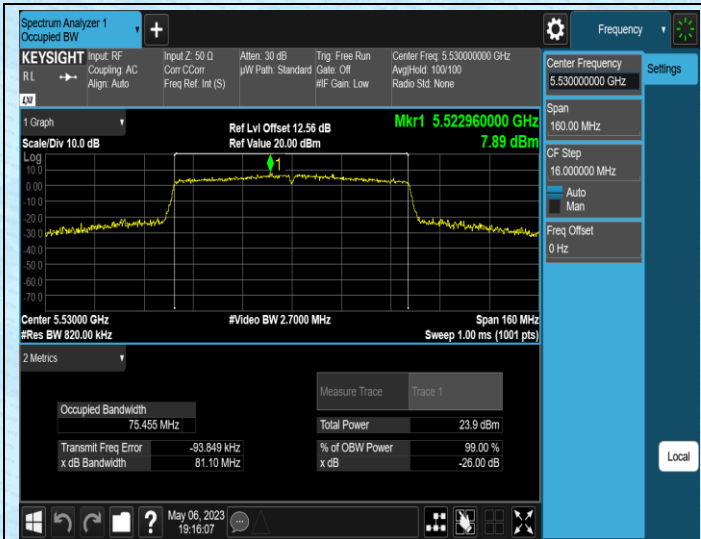 Spectrum Analyzer 1
Occupied BW
+
Frequency
KEYSIGHT
RL
LXI
Input: RF
Coupling: AC
Align: Auto
Input Z: 50 Ω
Corr CCorr
Freq Ref: Int (S)
Atten: 30 dB
µW Path: Standard
Trig: Free Run
Gate: Off
#IF Gain: Low
Center Freq: 5.530000000 GHz
Avg|Hold: 100/100
Radio Std: None
Center Frequency
5.530000000 GHz
Settings
Span
160.00 MHz
CF Step
16.000000 MHz
Auto
Man
Freq Offset
0 Hz
Local
1 Graph
Scale/Div 10.0 dB
Ref Lvl Offset 12.56 dB
Ref Value 20.00 dBm
Mkr1 5.522960000 GHz
7.89 dBm
Log
10.0
0.00
-10.0
-20.0
-30.0
-40.0
-50.0
-60.0
-70.0
1
Center 5.53000 GHz
#Res BW 820.00 kHz
#Video BW 2.7000 MHz
Span 160 MHz
Sweep 1.00 ms (1001 pts)
2 Metrics
Measure Trace Trace 1
Occupied Bandwidth
75.455 MHz
Total Power 23.9 dBm
Transmit Freq Error -93.849 kHz
% of OBW Power 99.00 %
x dB Bandwidth 81.10 MHz
x dB -26.00 dB
?
May 06, 2023
19:16:07